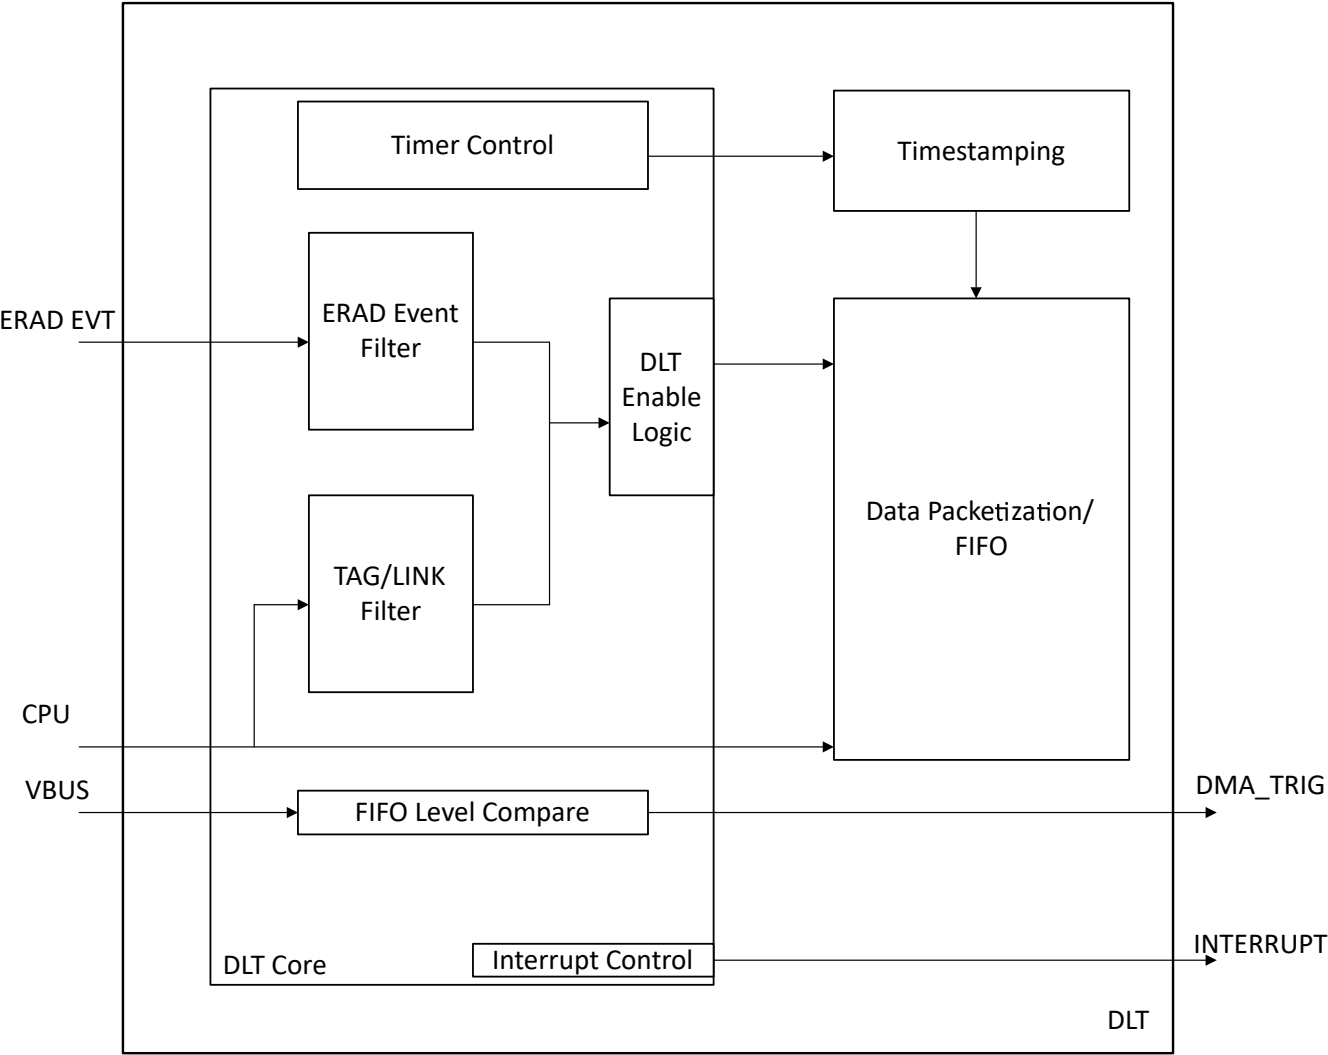 Timer Control
Timestamping
ERAD EVT
ERAD Event
Filter
DLT
Enable
Logic
Data Packetization/
FIFO
TAG/LINK
Filter
CPU
VBUS
FIFO Level Compare
DMA_TRIG
INTERRUPT
Interrupt Control
DLT Core
DLT